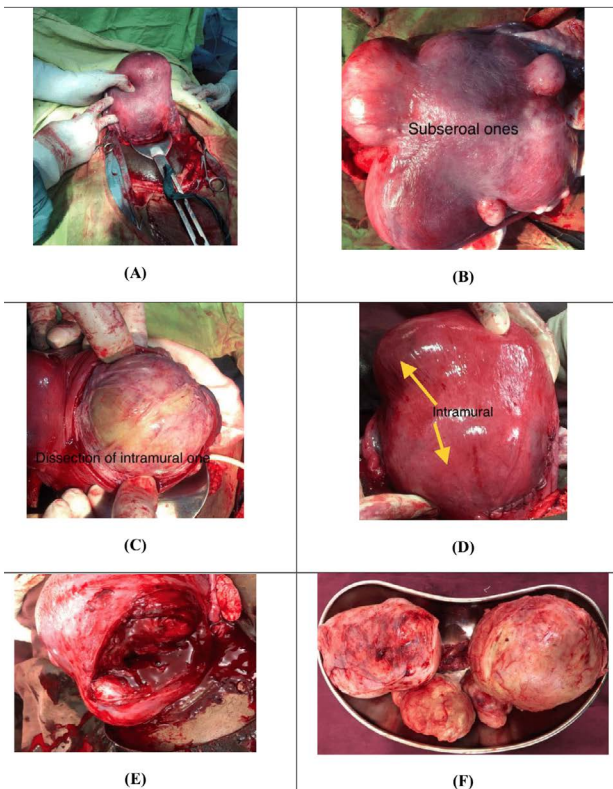 Subseroal ones
(A)
(B)
Dissection of intramural one
Intramural
(C)
(D)
(E)
(F)